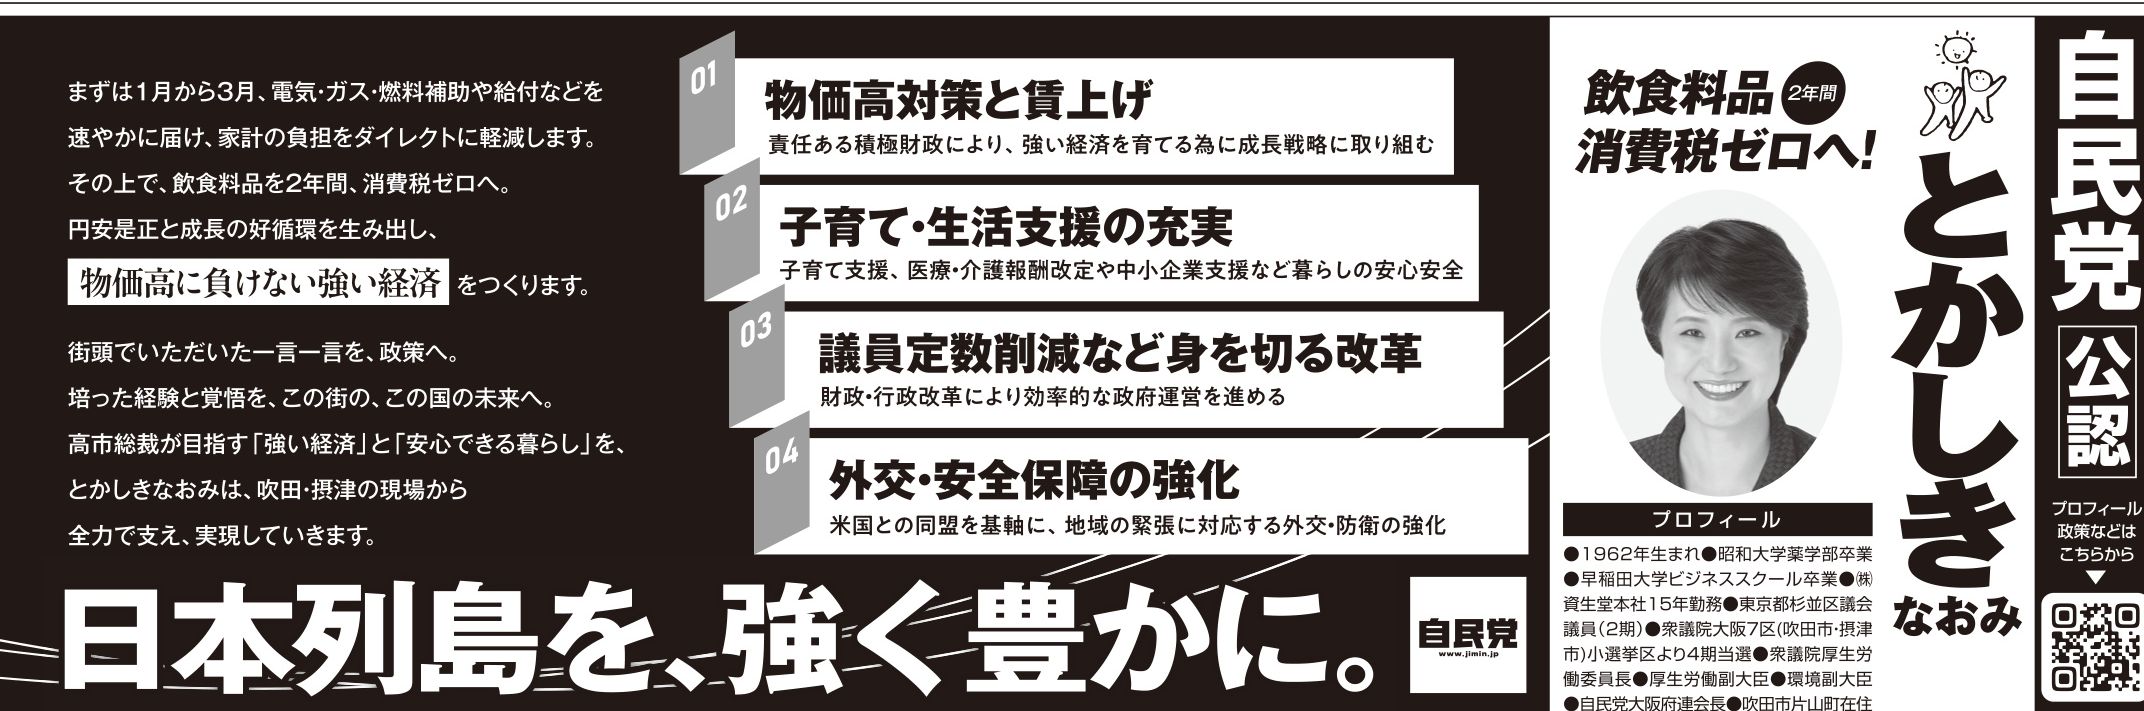 自民党
公認
プロフィール
政策などは
こちらから
とかしき
なおみ
飲食料品 2年間
消費税ゼロへ!
プロフィール
●1962年生まれ●昭和大学薬学部卒業
●早稲田大学ビジネススクール卒業●㈱
資生堂本社15年勤務●東京都杉並区議会
議員(2期)●衆議院大阪7区(吹田市・摂津
市)小選挙区より4期当選●衆議院厚生労
働委員長●厚生労働副大臣●環境副大臣
●自民党大阪府連会長●吹田市片山町在住
01
物価高対策と賃上げ
責任ある積極財政により、強い経済を育てる為に成長戦略に取り組む
02
子育て・生活支援の充実
子育て支援、医療・介護報酬改定や中小企業支援など暮らしの安心安全
03
議員定数削減など身を切る改革
財政・行政改革により効率的な政府運営を進める
04
外交・安全保障の強化
米国との同盟を基軸に、地域の緊張に対応する外交・防衛の強化
まずは1月から3月、電気・ガス・燃料補助や給付などを
速やかに届け、家計の負担をダイレクトに軽減します。
その上で、飲食料品を2年間、消費税ゼロへ。
円安是正と成長の好循環を生み出し、
物価高に負けない強い経済 をつくります。
街頭でいただいた一言一言を、政策へ。
培った経験と覚悟を、この街の、この国の未来へ。
高市総裁が目指す「強い経済」と「安心できる暮らし」を、
とかしきなおみは、吹田・摂津の現場から
全力で支え、実現していきます。
日本列島を、強く豊かに。
自民党
www.jimin.jp